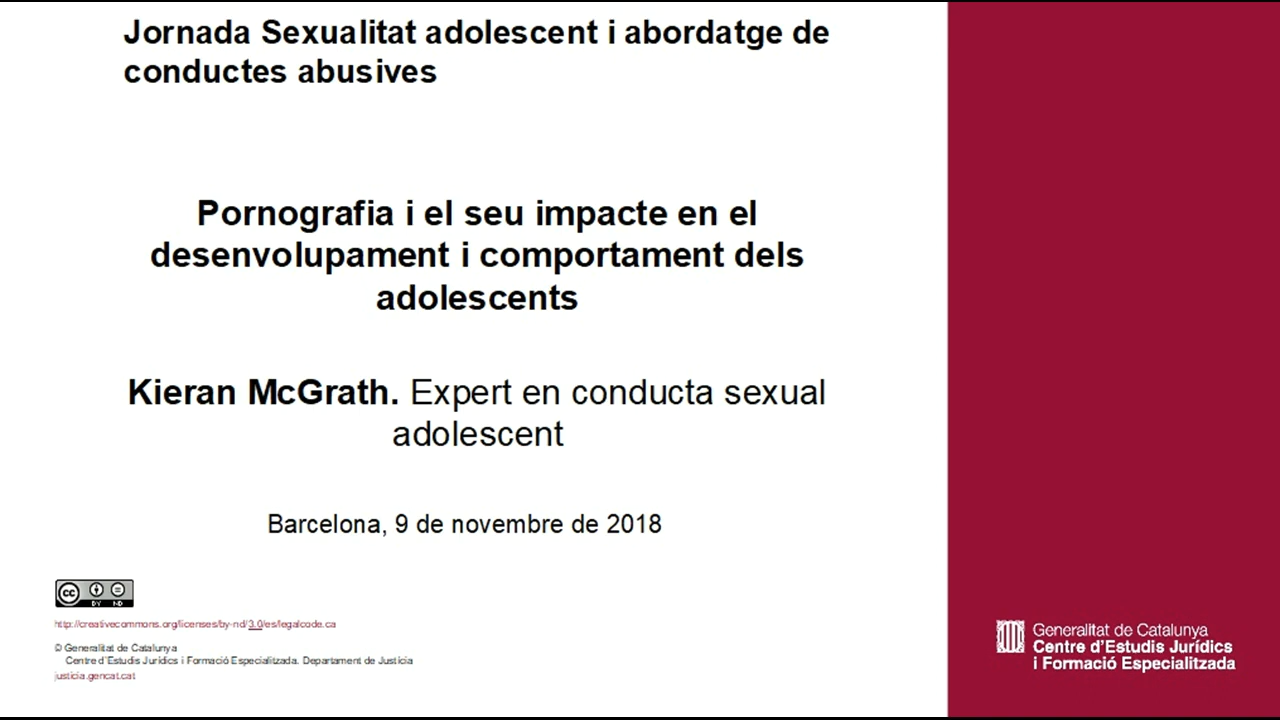 Jornada Sexualitat adolescent i abordatge de
conductes abusives
Pornografia i el seu impacte en el
desenvolupament i comportament dels
adolescents
Kieran McGrath. Expert en conducta sexual
adolescent
Barcelona, 9 de novembre de 2018
cc BY ND
http://creativecommons.org/licenses/by-nd/3.0/es/legalcode.ca
© Generalitat de Catalunya
Centre d'Estudis Jurídics i Formació Especialitzada. Departament de Justícia
justicia.gencat.cat
Generalitat de Catalunya
Centre d'Estudis Jurídics
i Formació Especialitzada